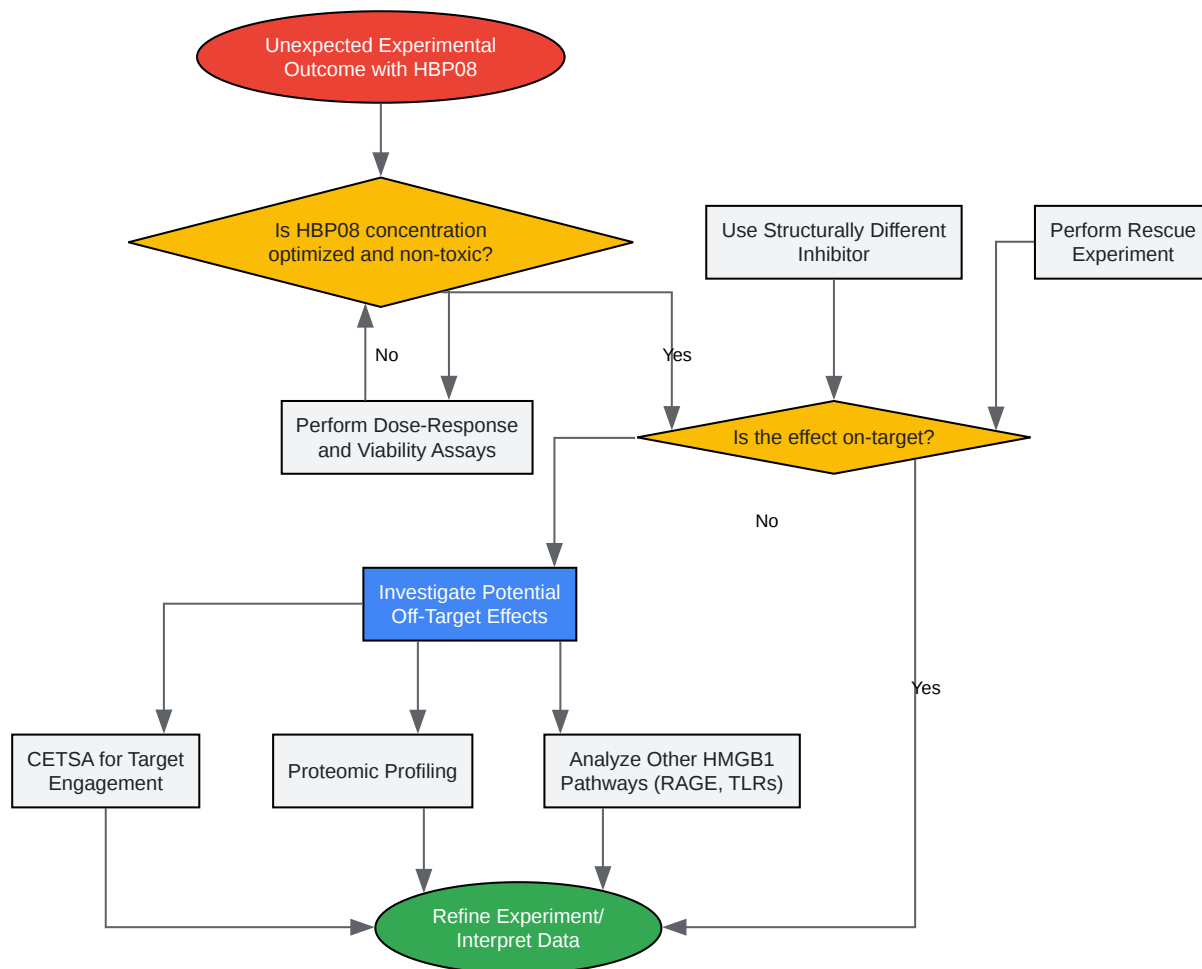 Unexpected Experimental
Outcome with HBP08
Is HBP08 concentration
optimized and non-toxic?
Use Structurally Different
Inhibitor
Perform Rescue
Experiment
No
Yes
Perform Dose-Response
and Viability Assays
Is the effect on-target?
No
Investigate Potential
Off-Target Effects
Yes
CETSA for Target
Engagement
Proteomic Profiling
Analyze Other HMGB1
Pathways (RAGE, TLRs)
Refine Experiment/
Interpret Data